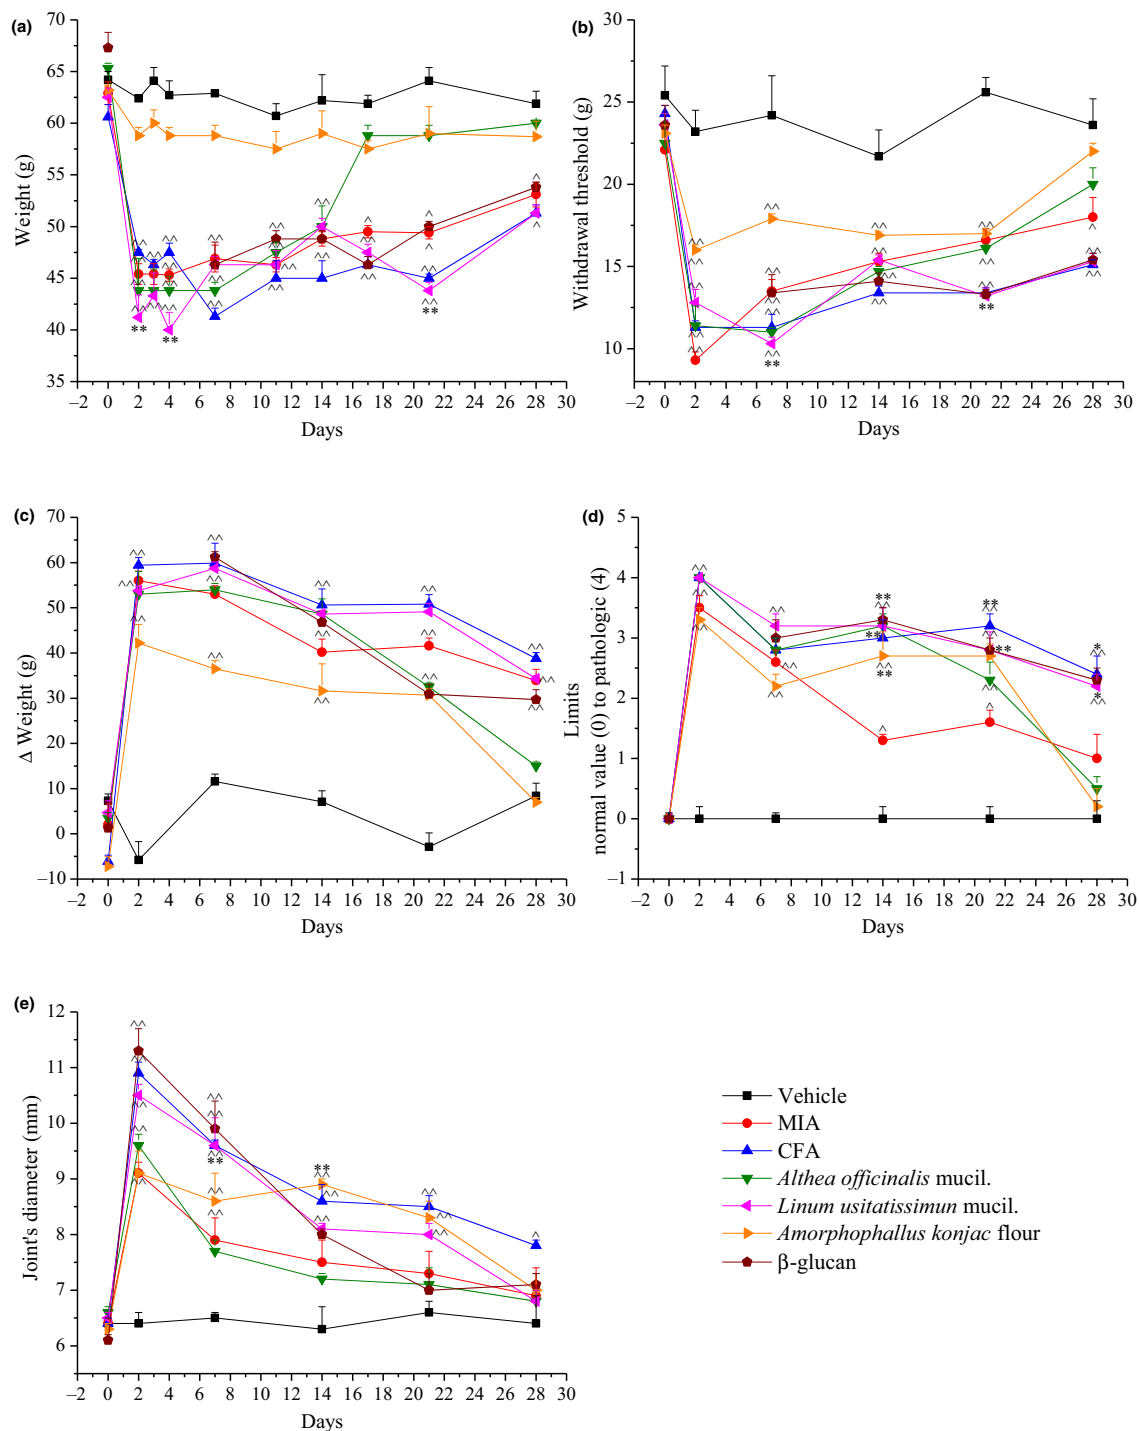 (a)
70
65
60
55
50
45
40
35
Weight (g)
−2 0 2 4 6 8 10 12 14 16 18 20 22 24 26 28 30
Days
^^ ^^ ^^ ^^ ^^ ^^ ^^ ^^ ^ ^
** ** **
(b)
30
25
20
15
10
Withdrawal threshold (g)
−2 0 2 4 6 8 10 12 14 16 18 20 22 24 26 28 30
Days
^^ ^^ ^^ ^^ ^^ ^^ ^
** **
(c)
70
60
50
40
30
20
10
0
−10
Δ Weight (g)
−2 0 2 4 6 8 10 12 14 16 18 20 22 24 26 28 30
Days
^^ ^^ ^^ ^^ ^^
(d)
5
4
3
2
1
0
−1
Limits
normal value (0) to pathologic (4)
−2 0 2 4 6 8 10 12 14 16 18 20 22 24 26 28 30
Days
^^ ^^ ^^ ^^ ^^ ^ ^
** ** ** ** ** * *
(e)
12
11
10
9
8
7
6
Joint's diameter (mm)
−2 0 2 4 6 8 10 12 14 16 18 20 22 24 26 28 30
Days
^^ ^^ ^^ ^^ ^
** **
Vehicle
MIA
CFA
Althea officinalis mucil.
Linum usitatissimun mucil.
Amorphophallus konjac flour
β-glucan